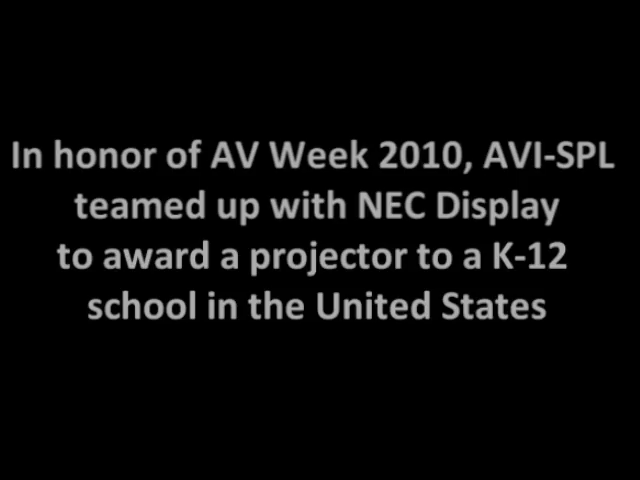 In honor of AV Week 2010, AVI-SPL
teamed up with NEC Display
to award a projector to a K-12
school in the United States